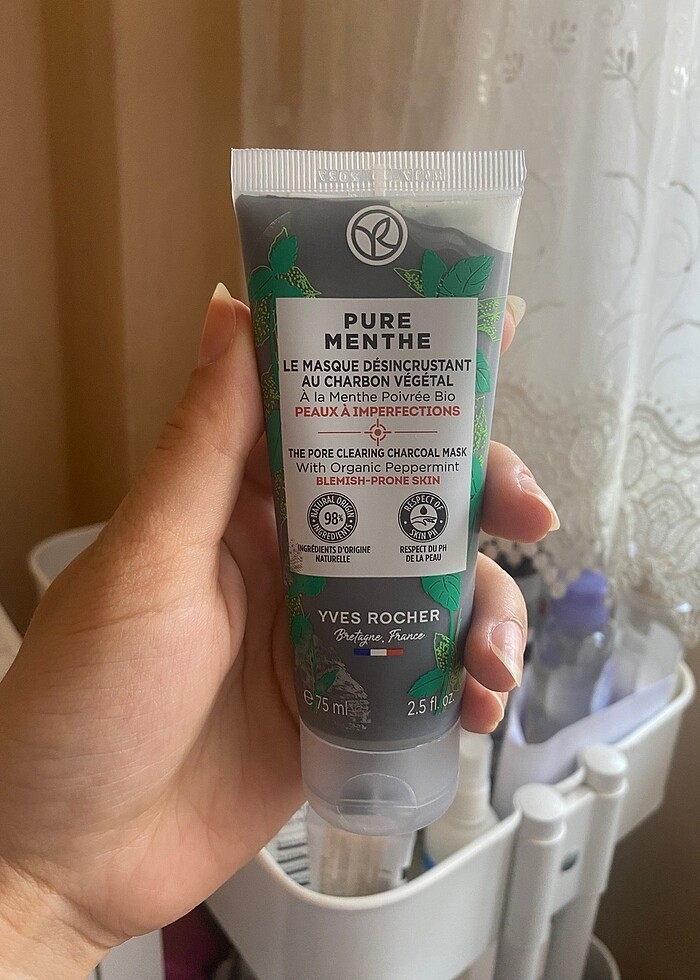 PURE
MENTHE
LE MASQUE DÉSINCRUSTANT
AU CHARBON VÉGÉTAL
À la Menthe Poivrée Bio
PEAUX À IMPERFECTIONS
THE PORE CLEARING CHARCOAL MASK
With Organic Peppermint
BLEMISH-PRONE SKIN
NATURAL ORIGIN
98%
INGREDIENTS
RESPECT OF
SKIN PH
INGRÉDIENTS D'ORIGINE
NATURELLE
RESPECT DU PH
DE LA PEAU
YVES ROCHER
Bretagne, France
e 75 ml
2.5 fl. oz.